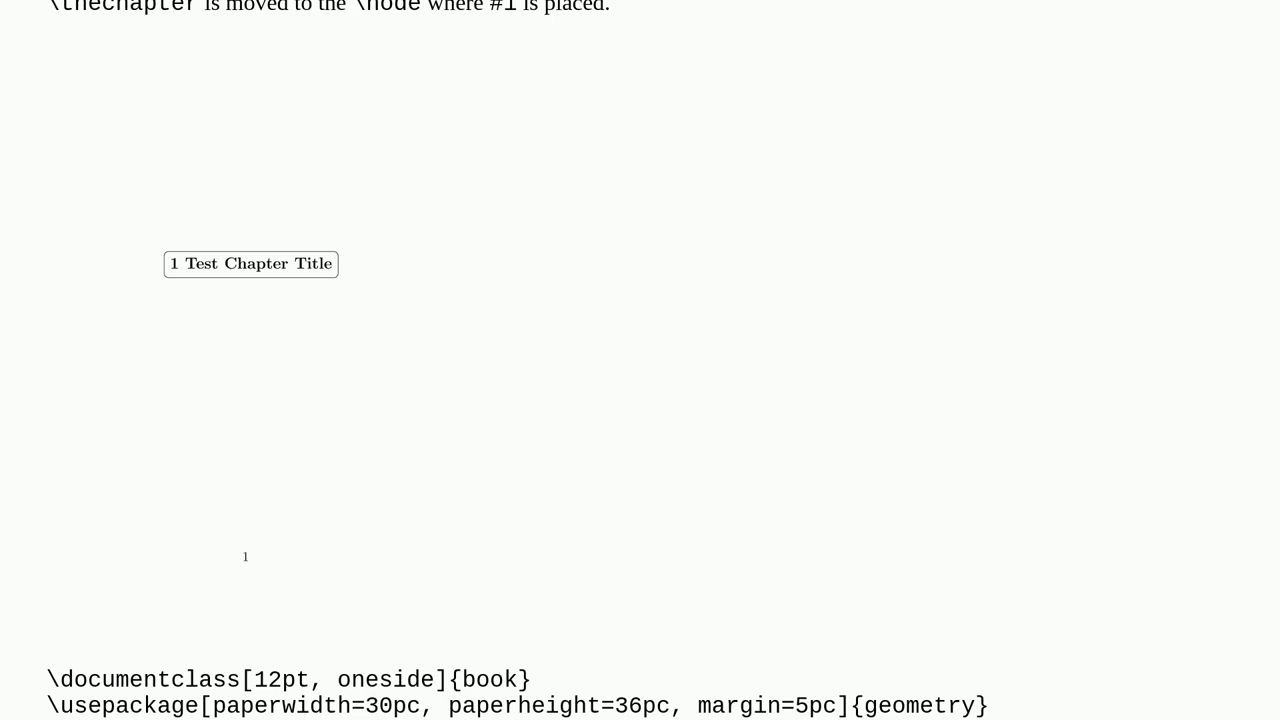 \thechapter is moved to the \node where #1 is placed.
1 Test Chapter Title
1
\documentclass[12pt, oneside]{book}
\usepackage[paperwidth=30pc, paperheight=36pc, margin=5pc]{geometry}